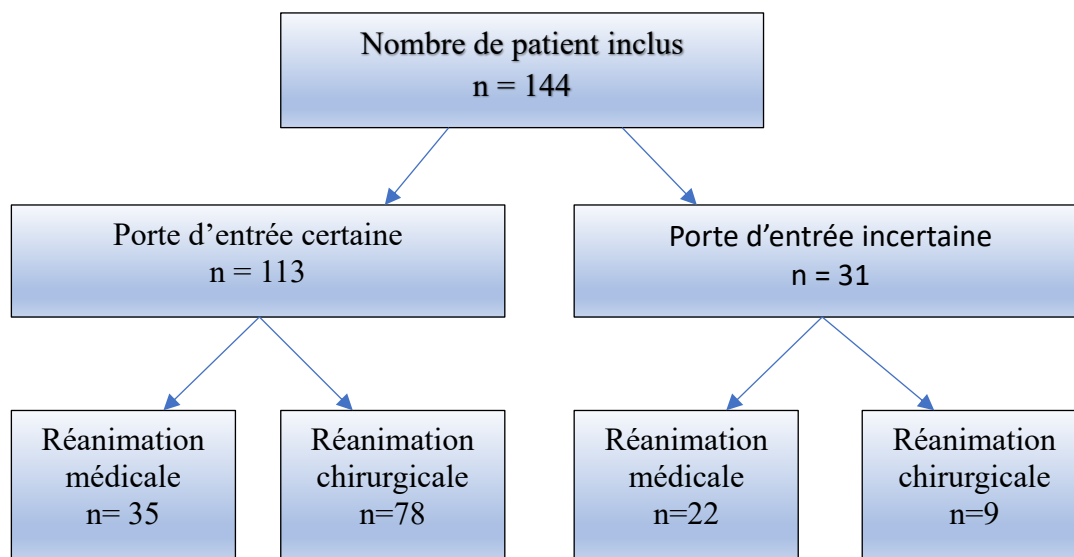 Nombre de patient inclus
n = 144
Porte d’entrée certaine
n = 113
Porte d’entrée incertaine
n = 31
Réanimation
médicale
n= 35
Réanimation
chirurgicale
n=78
Réanimation
médicale
n=22
Réanimation
chirurgicale
n=9